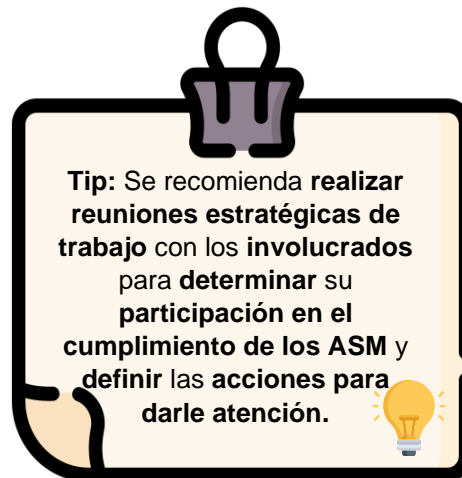 Tip: Se recomienda realizar
reuniones estratégicas de
trabajo con los involucrados
para determinar su
participación en el
cumplimiento de los ASM y
definir las acciones para
darle atención.